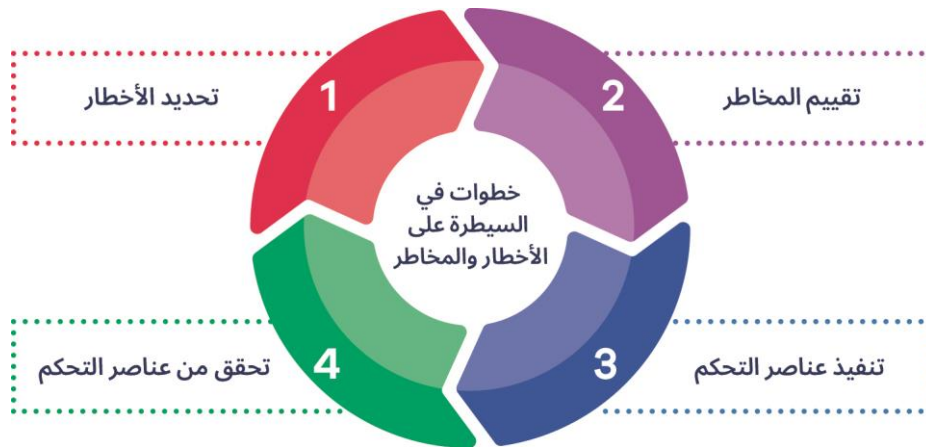 1
تحديد الأخطار
2
تقييم المخاطر
خطوات في
السيطرة على
الأخطار والمخاطر
3
تنفيذ عناصر التحكم
4
تحقق من عناصر التحكم